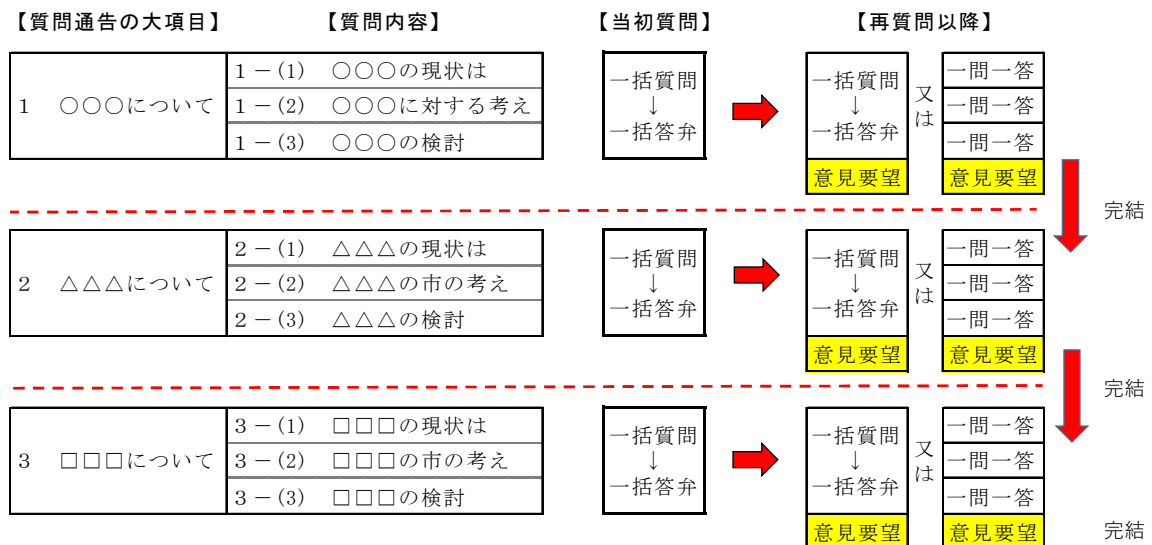 【質問通告の大項目】 【質問内容】 【当初質問】 【再質問以降】
1 ○○○について
1－(1) ○○○の現状は
1－(2) ○○○に対する考え
1－(3) ○○○の検討
一括質問
↓
一括答弁
一括質問
↓
一括答弁
意見要望
又
は
一問一答
一問一答
一問一答
意見要望
完結
2 △△△について
2－(1) △△△の現状は
2－(2) △△△の市の考え
2－(3) △△△の検討
一括質問
↓
一括答弁
一括質問
↓
一括答弁
意見要望
又
は
一問一答
一問一答
一問一答
意見要望
完結
3 □□□について
3－(1) □□□の現状は
3－(2) □□□の市の考え
3－(3) □□□の検討
一括質問
↓
一括答弁
一括質問
↓
一括答弁
意見要望
又
は
一問一答
一問一答
一問一答
意見要望
完結